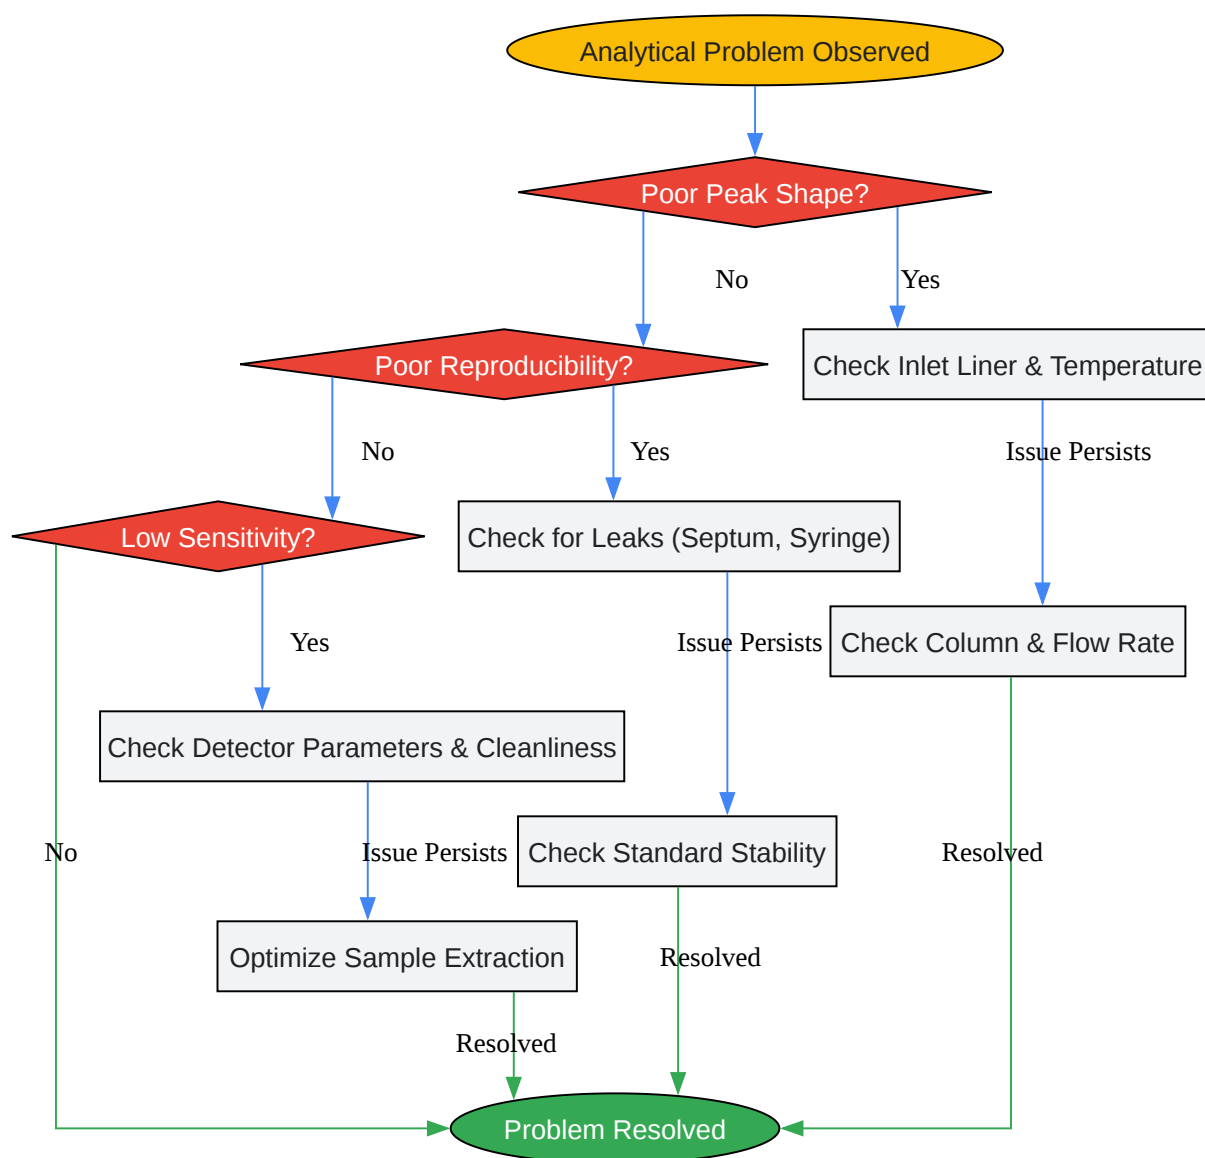 Analytical Problem Observed
Poor Peak Shape?
No
Yes
Poor Reproducibility?
Check Inlet Liner & Temperature
No
Yes
Issue Persists
Low Sensitivity?
Check for Leaks (Septum, Syringe)
Yes
Issue Persists
Check Column & Flow Rate
Check Detector Parameters & Cleanliness
No
Issue Persists
Check Standard Stability
Resolved
Optimize Sample Extraction
Resolved
Resolved
Problem Resolved